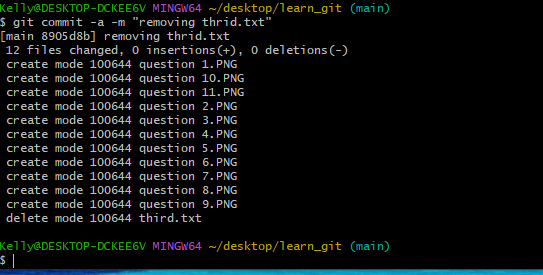 Kelly@DESKTOP-DCKEE6V MINGW64 ~/desktop/learn_git (main)
$ git commit -a -m "removing thrid.txt"
[main 8905d8b] removing thrid.txt
 12 files changed, 0 insertions(+), 0 deletions(-)
 create mode 100644 question 1.PNG
 create mode 100644 question 10.PNG
 create mode 100644 question 11.PNG
 create mode 100644 question 2.PNG
 create mode 100644 question 3.PNG
 create mode 100644 question 4.PNG
 create mode 100644 question 5.PNG
 create mode 100644 question 6.PNG
 create mode 100644 question 7.PNG
 create mode 100644 question 8.PNG
 create mode 100644 question 9.PNG
 delete mode 100644 third.txt
Kelly@DESKTOP-DCKEE6V MINGW64 ~/desktop/learn_git (main)
$